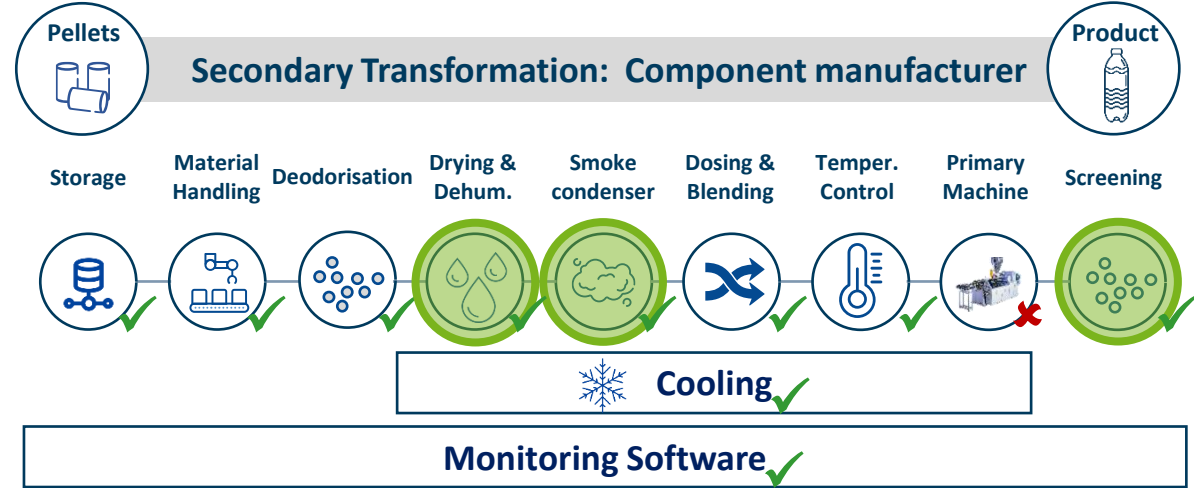 Pellets
Product
Secondary Transformation: Component manufacturer
Storage
Material
Handling
Deodorisation
Drying &
Dehum.
Smoke
condenser
Dosing &
Blending
Temper.
Control
Primary
Machine
Screening
Cooling
Monitoring Software